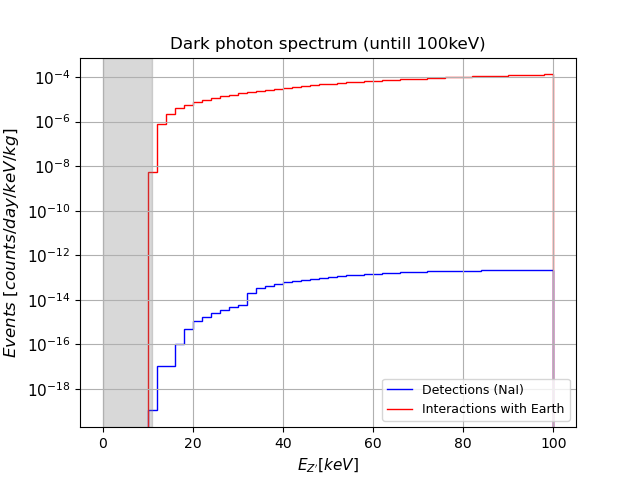 Dark photon spectrum (untill 100keV)
Events [counts/day/keV/kg]
10⁻⁴
10⁻⁶
10⁻⁸
10⁻¹⁰
10⁻¹²
10⁻¹⁴
10⁻¹⁶
10⁻¹⁸
Detections (NaI)
Interactions with Earth
0 20 40 60 80 100
E_{Z'}[keV]